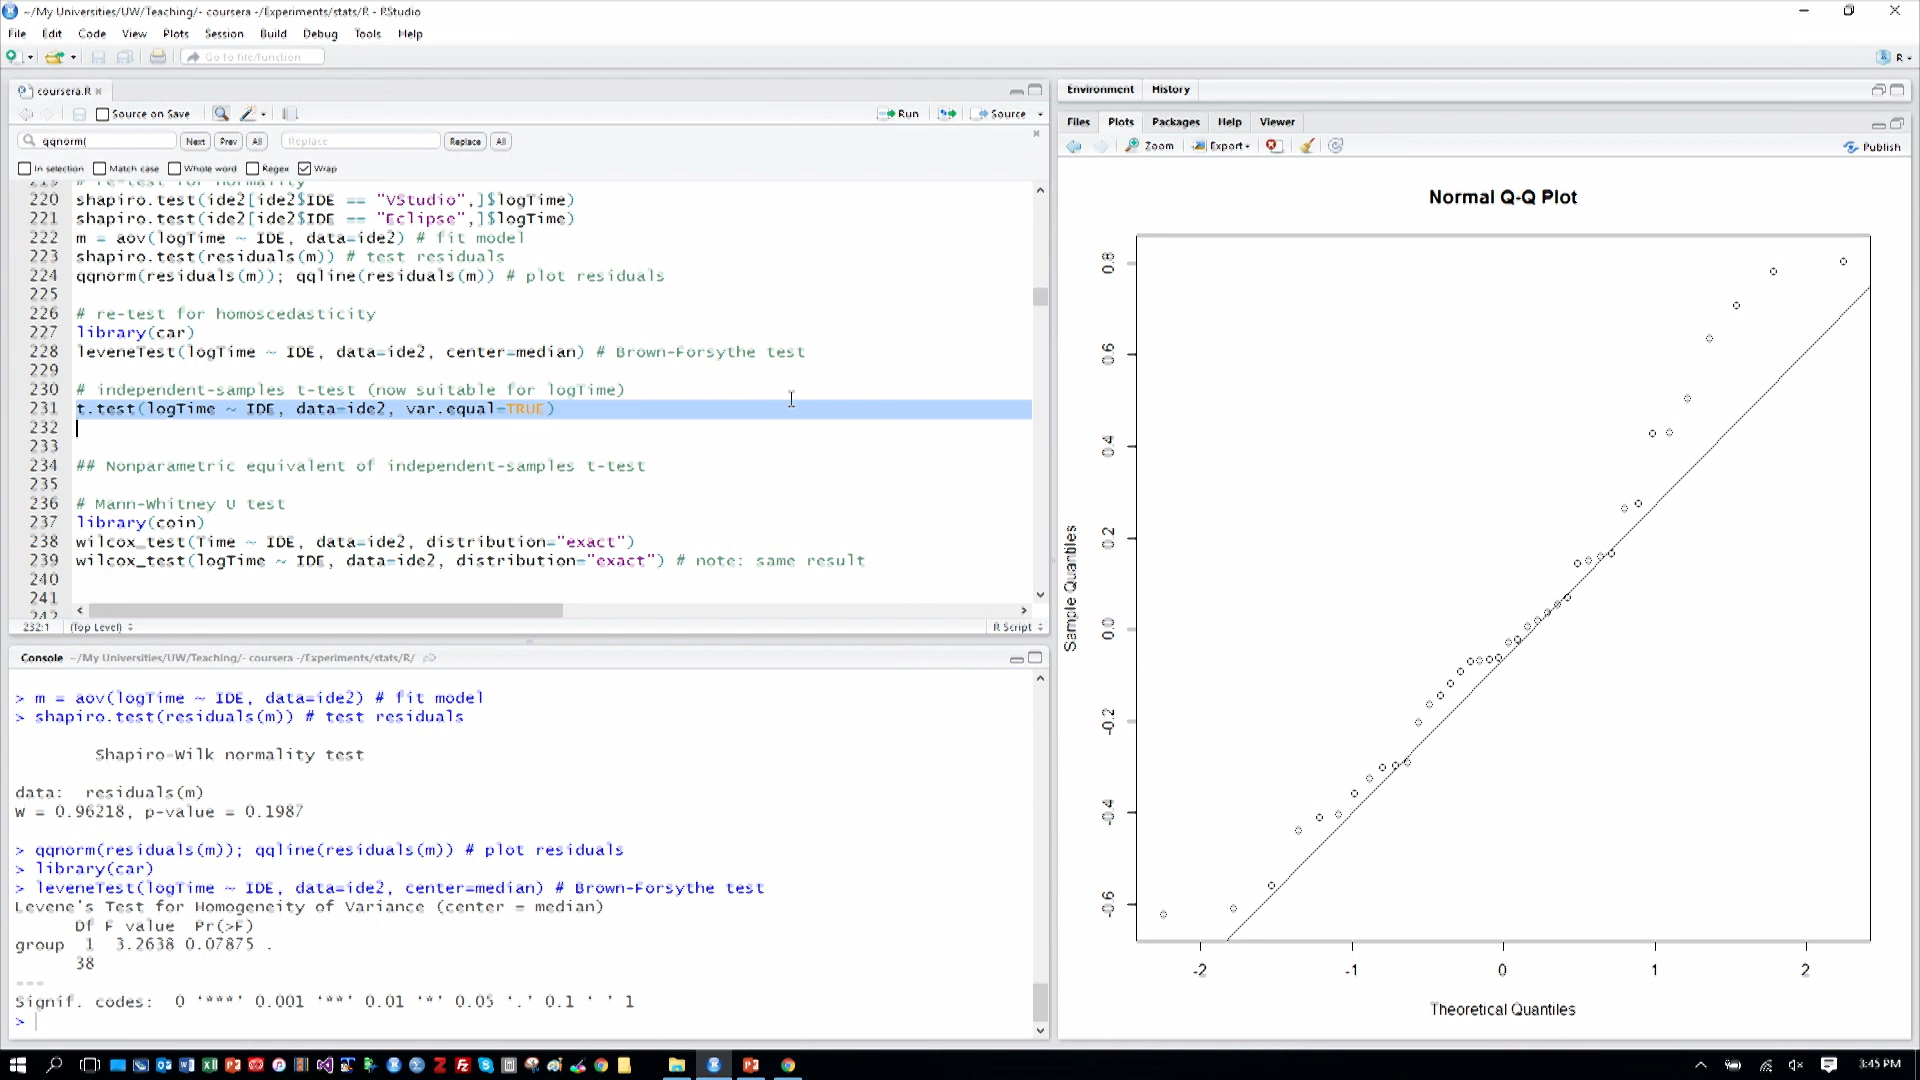 ~/My Universities/UW/Teaching/- coursera -/Experiments/stats/R - RStudio
File Edit Code View Plots Session Build Debug Tools Help
Go to file/function
R
coursera.R
Source on Save
Run
Source
qqnorm(
Next Prev All
Replace
Replace All
In selection Match case Whole word Regex Wrap
219 # re-test for normality
220 shapiro.test(ide2[ide2$IDE == "VStudio",]$logTime)
221 shapiro.test(ide2[ide2$IDE == "Eclipse",]$logTime)
222 m = aov(logTime ~ IDE, data=ide2) # fit model
223 shapiro.test(residuals(m)) # test residuals
224 qqnorm(residuals(m)); qqline(residuals(m)) # plot residuals
225
226 # re-test for homoscedasticity
227 library(car)
228 leveneTest(logTime ~ IDE, data=ide2, center=median) # Brown-Forsythe test
229
230 # independent-samples t-test (now suitable for logTime)
231 t.test(logTime ~ IDE, data=ide2, var.equal=TRUE)
232
233
234 ## Nonparametric equivalent of independent-samples t-test
235
236 # Mann-Whitney U test
237 library(coin)
238 wilcox_test(Time ~ IDE, data=ide2, distribution="exact")
239 wilcox_test(logTime ~ IDE, data=ide2, distribution="exact") # note: same result
240
241
242
232:1 (Top Level) R Script
Console ~/My Universities/UW/Teaching/- coursera -/Experiments/stats/R/
> m = aov(logTime ~ IDE, data=ide2) # fit model
> shapiro.test(residuals(m)) # test residuals
Shapiro-Wilk normality test
data: residuals(m)
W = 0.96218, p-value = 0.1987
> qqnorm(residuals(m)); qqline(residuals(m)) # plot residuals
> library(car)
> leveneTest(logTime ~ IDE, data=ide2, center=median) # Brown-Forsythe test
Levene's Test for Homogeneity of Variance (center = median)
Df F value Pr(>F)
group 1 3.2638 0.07875 .
38
---
Signif. codes: 0 '***' 0.001 '**' 0.01 '*' 0.05 '.' 0.1 ' ' 1
>
Environment History
Files Plots Packages Help Viewer
Zoom Export Publish
Normal Q-Q Plot
Sample Quantiles
0.8
0.6
0.4
0.2
0.0
-0.2
-0.4
-0.6
-2 -1 0 1 2
Theoretical Quantiles
3:45 PM